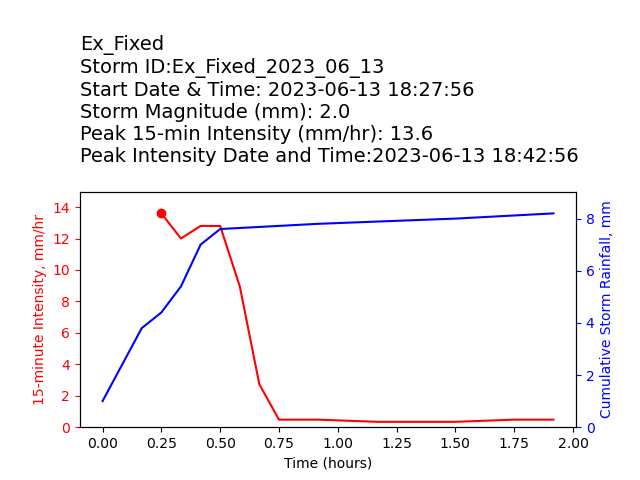 Ex_Fixed
Storm ID:Ex_Fixed_2023_06_13
Start Date & Time: 2023-06-13 18:27:56
Storm Magnitude (mm): 2.0
Peak 15-min Intensity (mm/hr): 13.6
Peak Intensity Date and Time:2023-06-13 18:42:56
15-minute Intensity, mm/hr
14
12
10
8
6
4
2
0
Cumulative Storm Rainfall, mm
8
6
4
2
0
0.00 0.25 0.50 0.75 1.00 1.25 1.50 1.75 2.00
Time (hours)